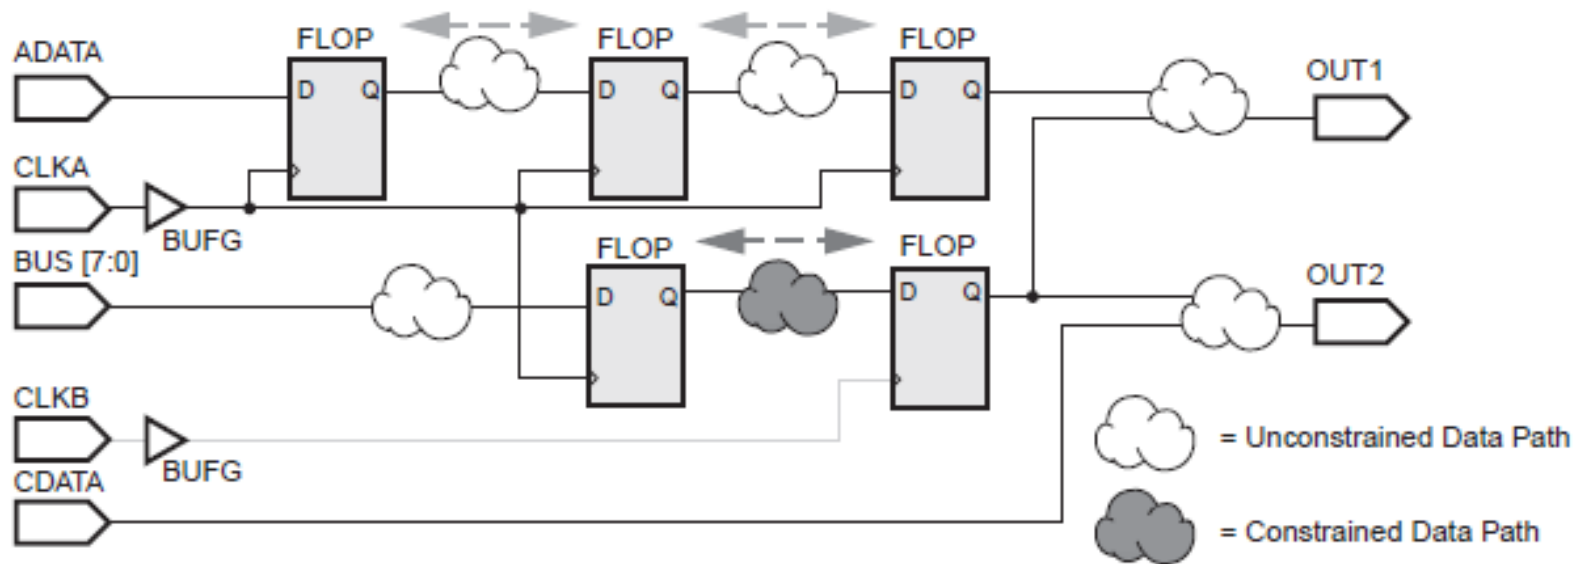 FLOP FLOP FLOP
ADATA
OUT1
D Q D Q D Q
CLKA
BUFG
FLOP FLOP
BUS [7:0]
OUT2
D Q D Q
CLKB
= Unconstrained Data Path
BUFG
CDATA
= Constrained Data Path